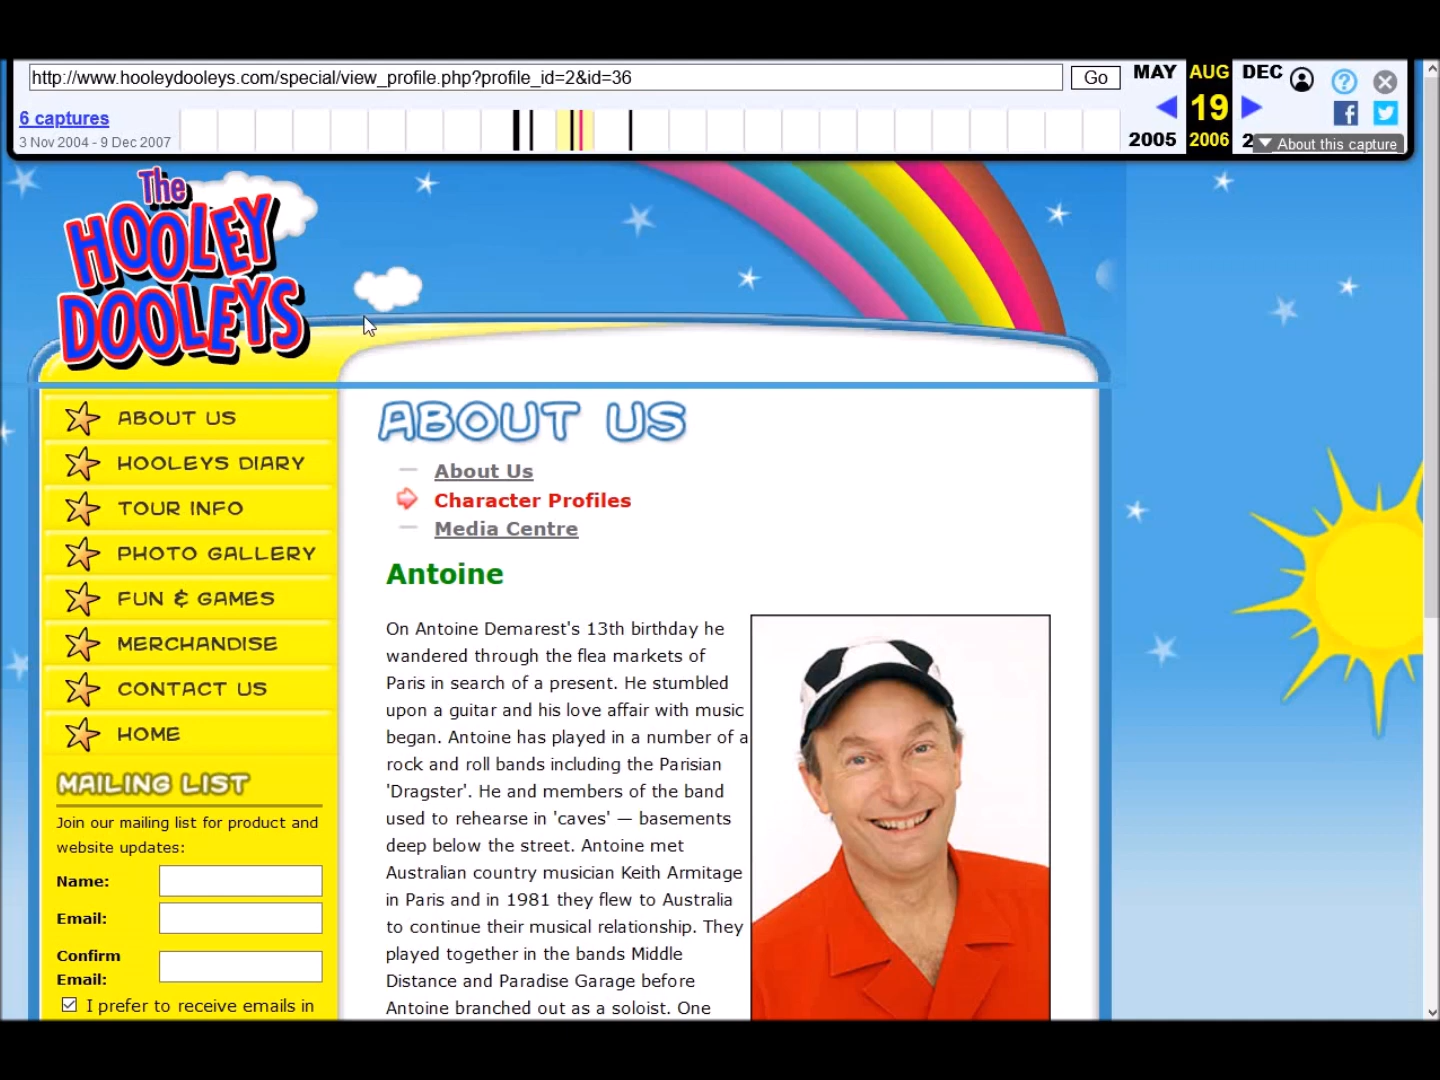 http://www.hooleydooleys.com/special/view_profile.php?profile_id=2&id=36
Go
MAY AUG DEC
6 captures
19
3 Nov 2004 - 9 Dec 2007
2005 2006 2
About this capture
The
HOOLEY
DOOLEYS
ABOUT US
HOOLEYS DIARY
TOUR INFO
PHOTO GALLERY
FUN & GAMES
MERCHANDISE
CONTACT US
HOME
MAILING LIST
Join our mailing list for product and
website updates:
Name:
Email:
Confirm
Email:
I prefer to receive emails in
ABOUT US
About Us
Character Profiles
Media Centre
Antoine
On Antoine Demarest's 13th birthday he
wandered through the flea markets of
Paris in search of a present. He stumbled
upon a guitar and his love affair with music
began. Antoine has played in a number of a
rock and roll bands including the Parisian
'Dragster'. He and members of the band
used to rehearse in 'caves' — basements
deep below the street. Antoine met
Australian country musician Keith Armitage
in Paris and in 1981 they flew to Australia
to continue their musical relationship. They
played together in the bands Middle
Distance and Paradise Garage before
Antoine branched out as a soloist. One